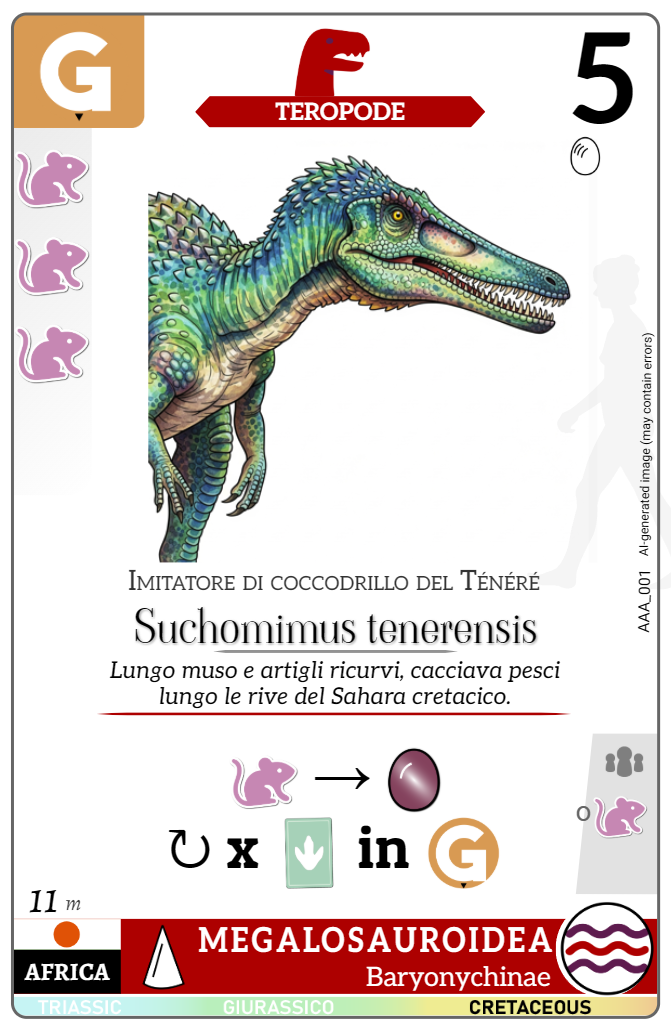 G
TEROPODE
5
AAA_001 AI-generated image (may contain errors)
Imitatore di coccodrillo del Ténéré
Suchomimus tenerensis
Lungo muso e artigli ricurvi, cacciava pesci
lungo le rive del Sahara cretacico.
→
↻ x in G
o
11 m
AFRICA
MEGALOSAUROIDEA
Baryonychinae
TRIASSIC GIURASSICO CRETACEOUS